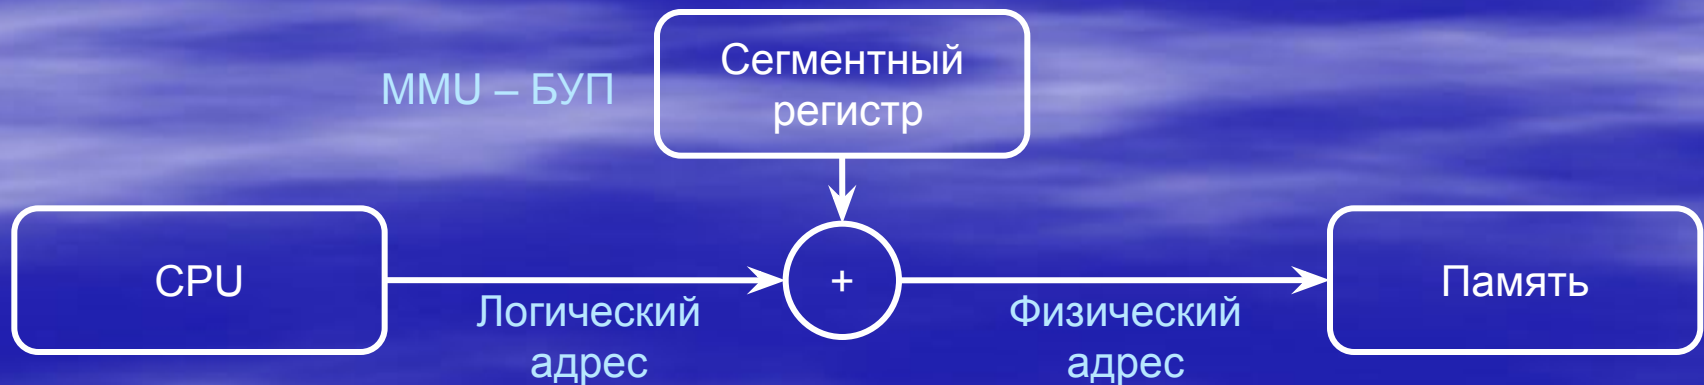 MMU – БУП
Сегментный
регистр
CPU
Логический
адрес
+
Физический
адрес
Память